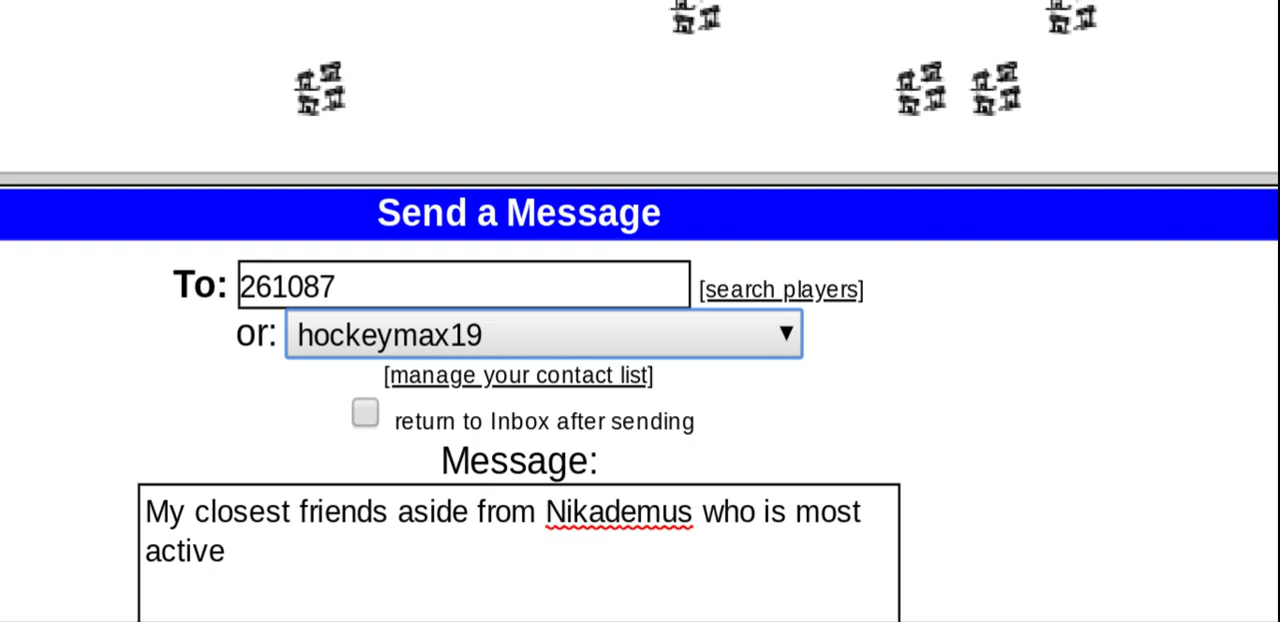 Send a Message
To: 261087 [search players]
or: hockeymax19
[manage your contact list]
return to Inbox after sending
Message:
My closest friends aside from Nikademus who is most
active